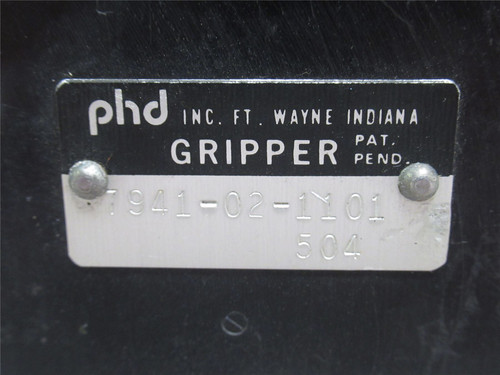 phd INC. FT. WAYNE INDIANA
GRIPPER PAT. PEND.
7941-02-1101
504